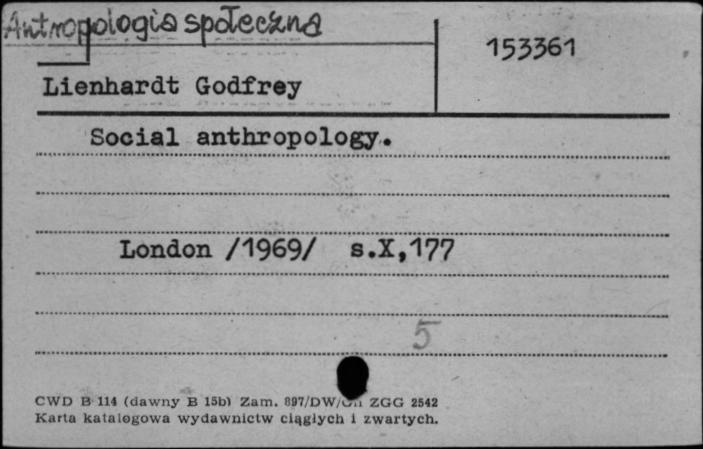 Antropologia społeczna
153361
Lienhardt Godfrey
Social anthropology.
London /1969/ s.X,177
5
CWD B 114 (dawny B 15b) Zam. 897/DW/ ZGG 2542
Karta katalogowa wydawnictw ciągłych i zwartych.